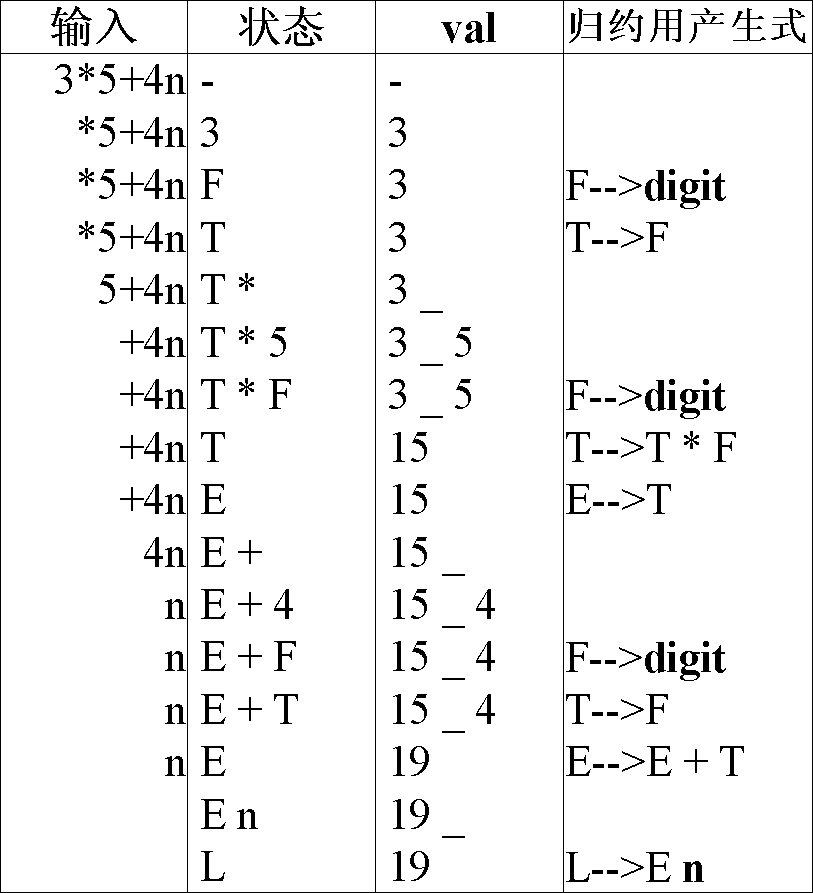 输入 状态 val 归约用产生式
3*5+4n - -
*5+4n 3 3
*5+4n F 3 F-->digit
*5+4n T 3 T-->F
5+4n T * 3 _
+4n T * 5 3 _ 5
+4n T * F 3 _ 5 F-->digit
+4n T 15 T-->T * F
+4n E 15 E-->T
4n E + 15 _
n E + 4 15 _ 4
n E + F 15 _ 4 F-->digit
n E + T 15 _ 4 T-->F
n E 19 E-->E + T
E n 19 _
L 19 L-->E n